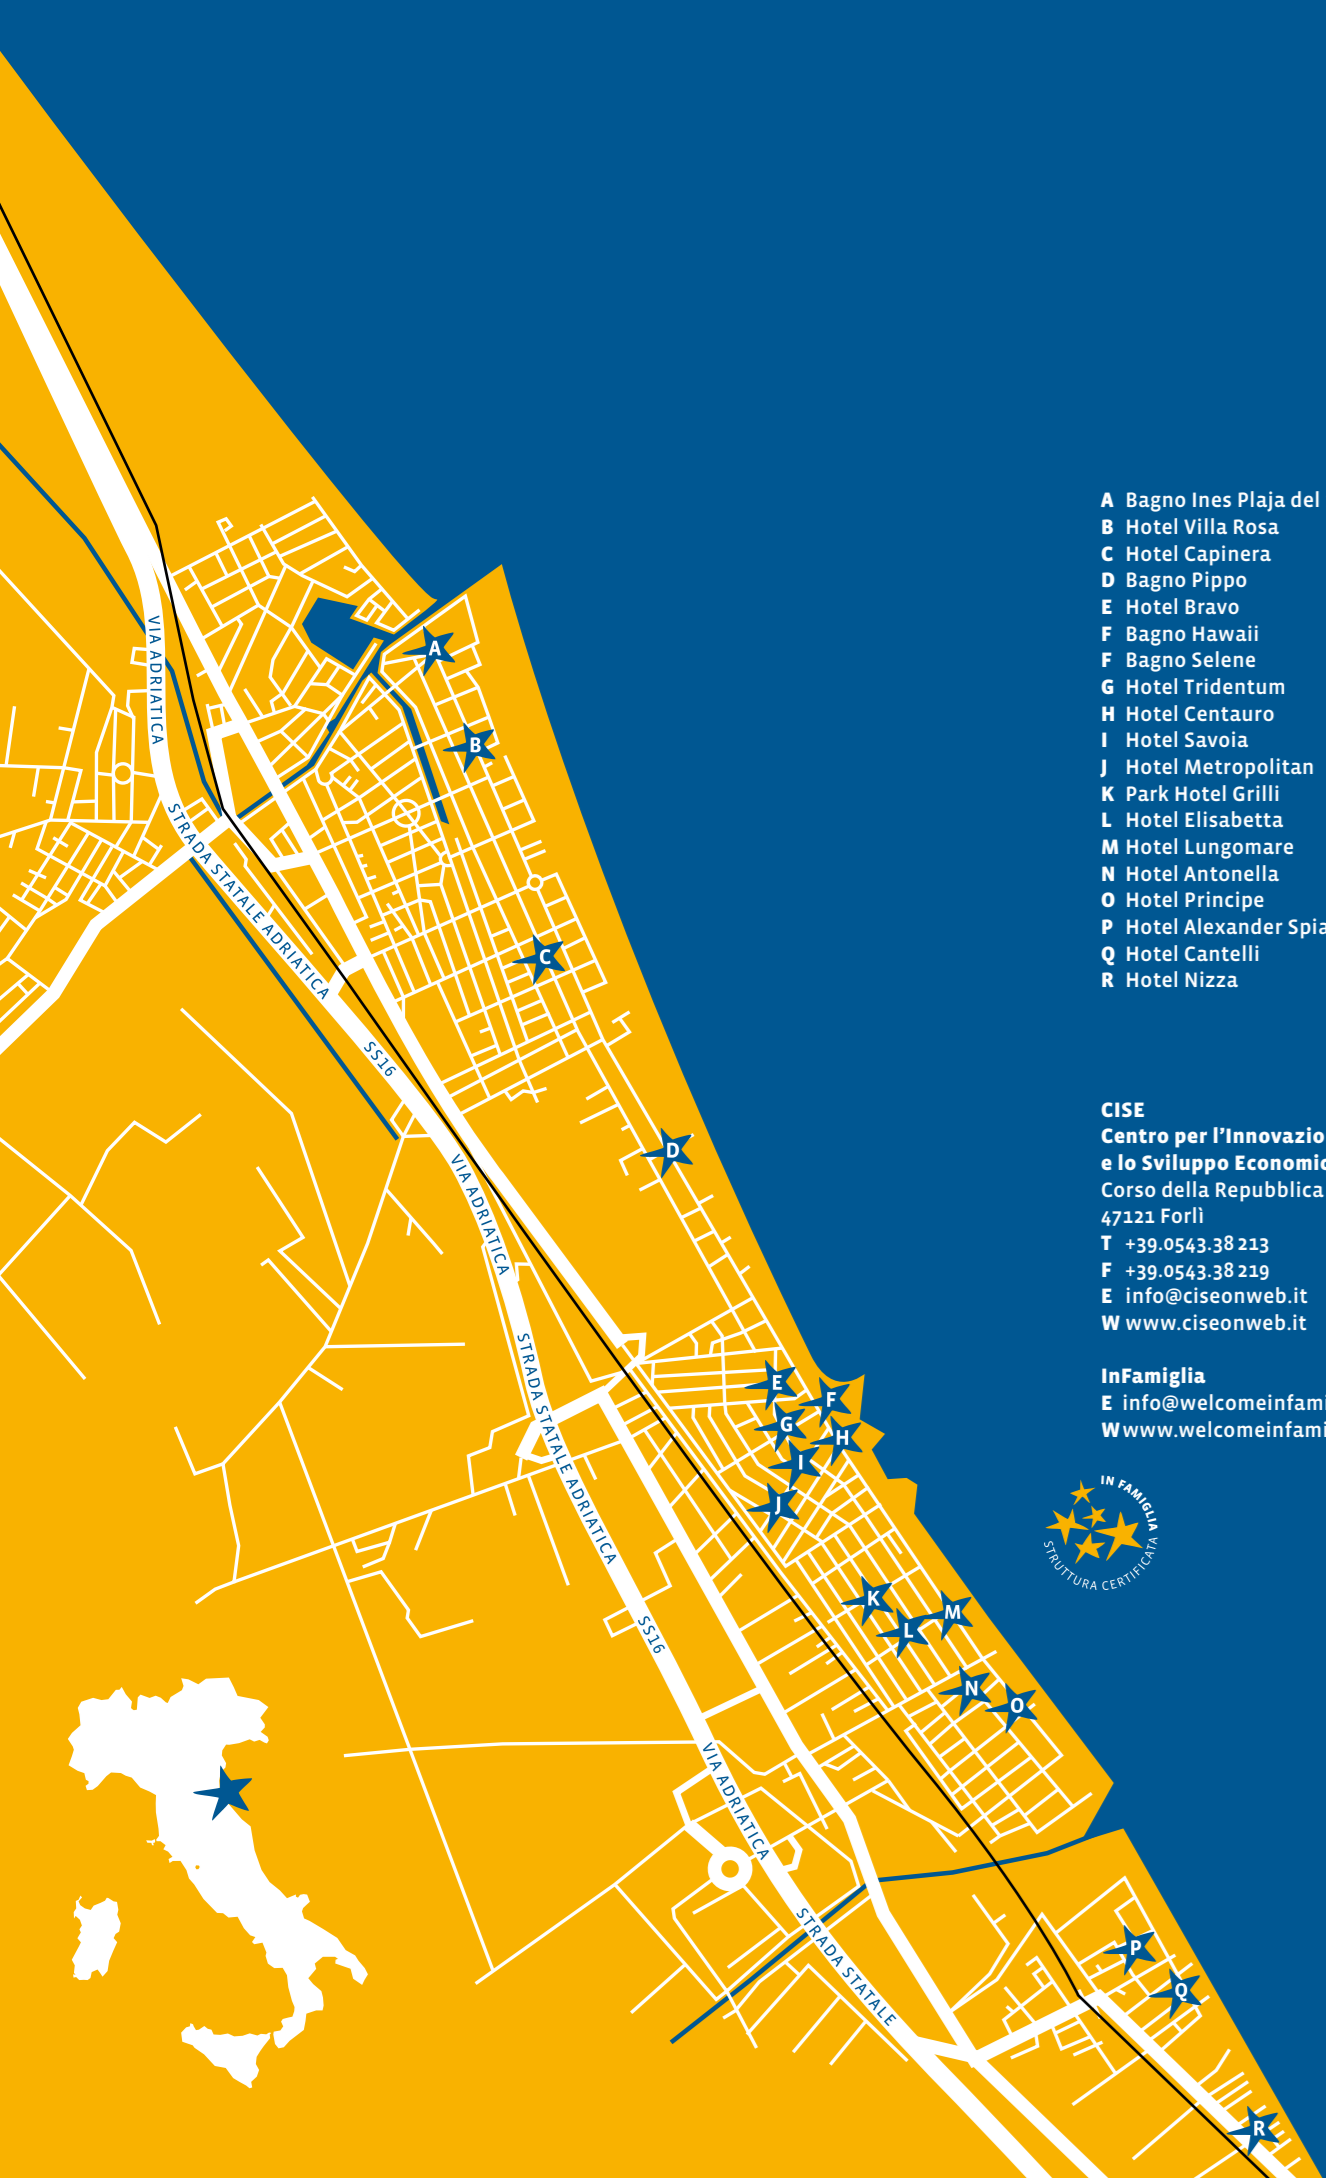 A Bagno Ines Plaja del
B Hotel Villa Rosa
C Hotel Capinera
D Bagno Pippo
E Hotel Bravo
F Bagno Hawaii
F Bagno Selene
G Hotel Tridentum
H Hotel Centauro
I Hotel Savoia
J Hotel Metropolitan
K Park Hotel Grilli
L Hotel Elisabetta
M Hotel Lungomare
N Hotel Antonella
O Hotel Principe
P Hotel Alexander Spia
Q Hotel Cantelli
R Hotel Nizza
CISE
Centro per l'Innovazio
e lo Sviluppo Economic
Corso della Repubblica
47121 Forlì
T +39.0543.38 213
F +39.0543.38 219
E info@ciseonweb.it
W www.ciseonweb.it
InFamiglia
E info@welcomeinfami
W www.welcomeinfami
IN FAMIGLIA
STRUTTURA CERTIFICATA
VIA ADRIATICA
STRADA STATALE ADRIATICA
SS16
VIA ADRIATICA
STRADA STATALE ADRIATICA
SS16
VIA ADRIATICA
STRADA STATALE
A
B
C
D
E
F
G
H
I
J
K
L
M
N
O
P
Q
R